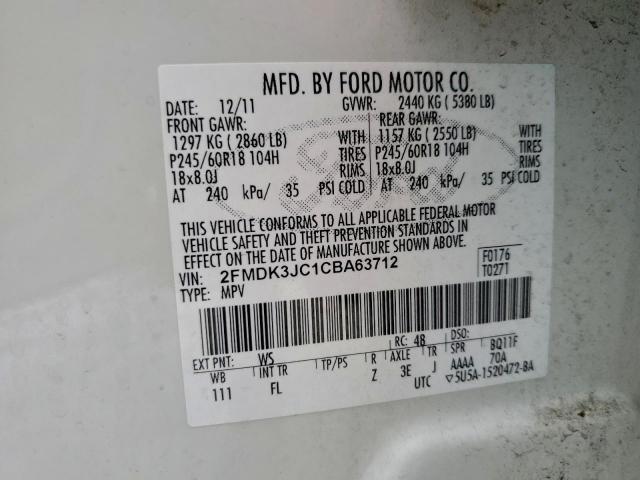 MFD. BY FORD MOTOR CO.
DATE: 12/11 GVWR: 2440 KG ( 5380 LB)
FRONT GAWR: REAR GAWR:
1297 KG ( 2860 LB) WITH 1157 KG ( 2550 LB) WITH
P245/60R18 104H TIRES P245/60R18 104H TIRES
18x8.0J RIMS 18x8.0J RIMS
AT 240 kPa/ 35 PSI COLD AT 240 kPa/ 35 PSI COLD
Ford
THIS VEHICLE CONFORMS TO ALL APPLICABLE FEDERAL MOTOR
VEHICLE SAFETY AND THEFT PREVENTION STANDARDS IN
EFFECT ON THE DATE OF MANUFACTURE SHOWN ABOVE.
VIN: 2FMDK3JC1CBA63712 F0176
TYPE: MPV T0271
EXT PNT: WS RC: 48 DSO:
WB INT TR TP/PS R AXLE TR SPR BQ11F
111 FL Z 3E J AAAA 70A
UTC ▽5U5A-1520472-BA